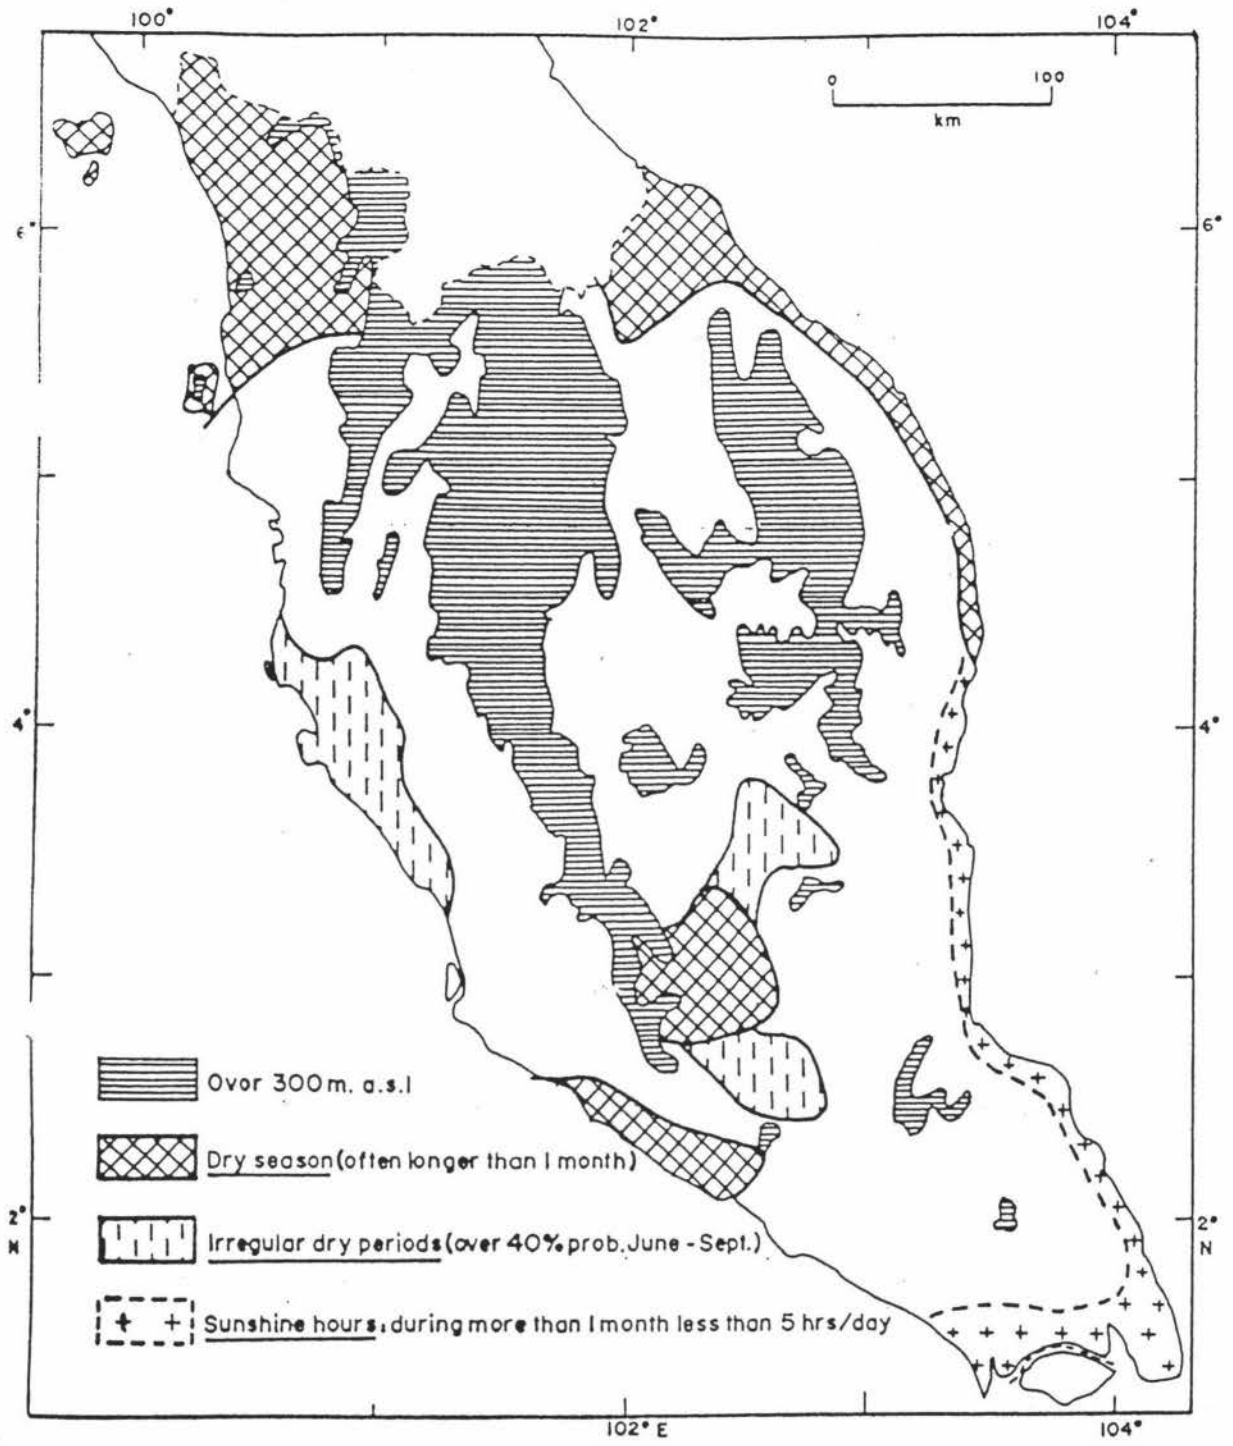 100° 102° 104°
0 100
km
6° 6°
4° 4°
Ovor 300m. a.s.l
Dry season (often longer than 1 month)
2° 2°
N N
Irregular dry periods (over 40% prob. June - Sept.)
Sunshine hours: during more than 1 month less than 5 hrs/day
102° E 104°